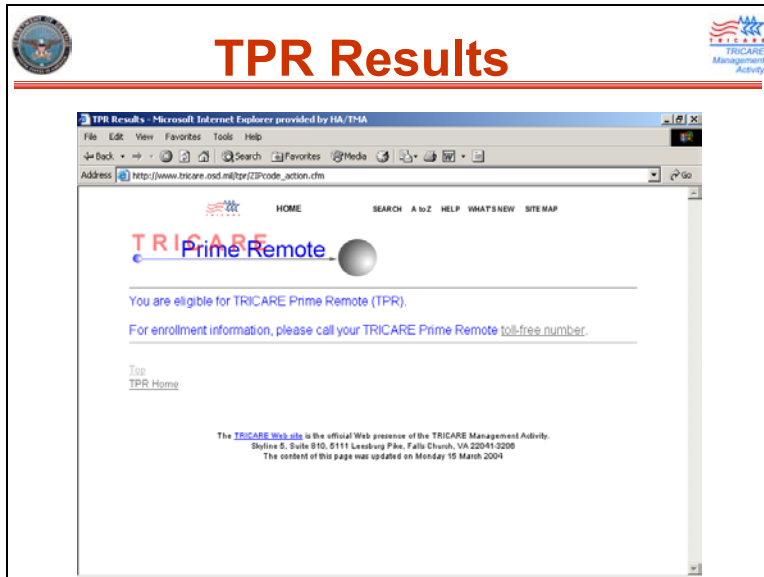 TPR Results
TRICARE
TRICARE
Management
Activity
TPR Results - Microsoft Internet Explorer provided by HA/TMA
File Edit View Favorites Tools Help
Back Search Favorites Media
Address http://www.tricare.osd.mil/tpr/ZIPcode_action.cfm Go
TRICARE HOME SEARCH A to Z HELP WHAT'S NEW SITE MAP
TRICARE
Prime Remote
You are eligible for TRICARE Prime Remote (TPR).
For enrollment information, please call your TRICARE Prime Remote toll-free number.
Top
TPR Home
The TRICARE Web site is the official Web presence of the TRICARE Management Activity.
Skyline 5, Suite 810, 5111 Leesburg Pike, Falls Church, VA 22041-3206
The content of this page was updated on Monday 15 March 2004